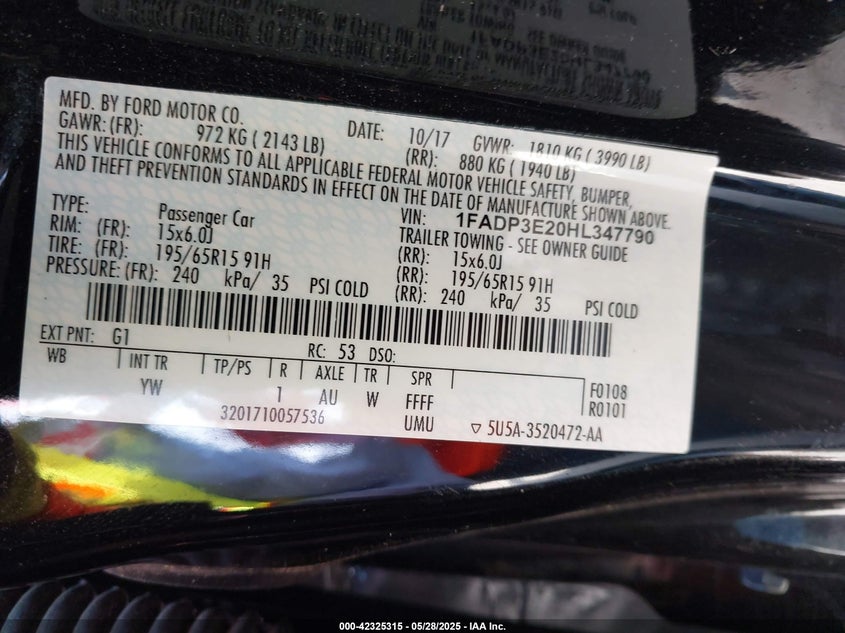 MFD. BY FORD MOTOR CO. DATE: 10/17 GVWR: 1810 KG ( 3990 LB)
GAWR: (FR): 972 KG ( 2143 LB) (RR): 880 KG ( 1940 LB)
THIS VEHICLE CONFORMS TO ALL APPLICABLE FEDERAL MOTOR VEHICLE SAFETY, BUMPER,
AND THEFT PREVENTION STANDARDS IN EFFECT ON THE DATE OF MANUFACTURE SHOWN ABOVE.
TYPE: Passenger Car VIN: 1FADP3E20HL347790
TRAILER TOWING - SEE OWNER GUIDE
RIM: (FR): 15x6.0J (RR): 15x6.0J
TIRE: (FR): 195/65R15 91H (RR): 195/65R15 91H
PRESSURE: (FR): 240 kPa/ 35 PSI COLD (RR): 240 kPa/ 35 PSI COLD
EXT PNT: G1 RC: 53 DSO:
WB INT TR TP/PS R AXLE TR SPR F0108
YW 1 AU W FFFF R0101
3201710057536 UMU ▽ 5U5A-3520472-AA
000-42325315 - 05/28/2025 - IAA Inc.